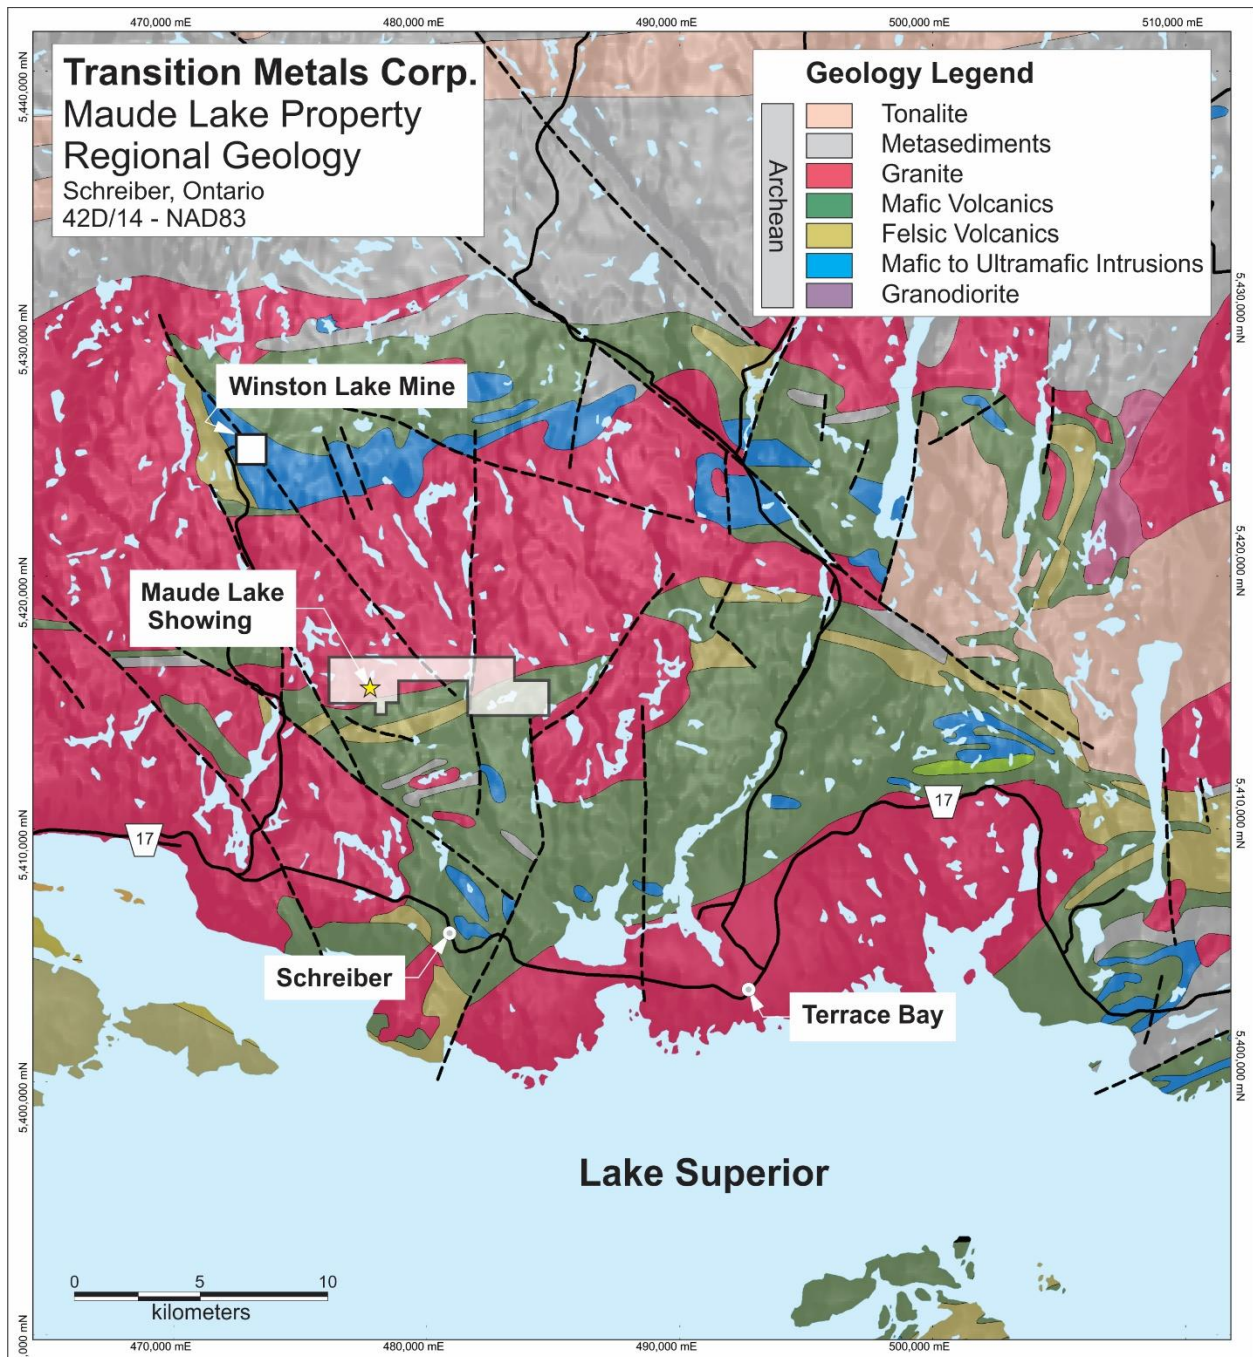 470,000 mE
480,000 mE
490,000 mE
500,000 mE
510,000 mE
Transition Metals Corp.
Maude Lake Property
Regional Geology
Schreiber, Ontario
42D/14 - NAD83
Geology Legend
Archean
Tonalite
Metasediments
Granite
Mafic Volcanics
Felsic Volcanics
Mafic to Ultramafic Intrusions
Granodiorite
5,440,000 mN
5,430,000 mN
5,430,000 mN
Winston Lake Mine
5,420,000 mN
5,420,000 mN
Maude Lake
Showing
5,410,000 mN
5,410,000 mN
17
17
Schreiber
Terrace Bay
5,400,000 mN
5,400,000 mN
Lake Superior
0
5
10
kilometers
,000 mN
470,000 mE
480,000 mE
490,000 mE
500,000 mE